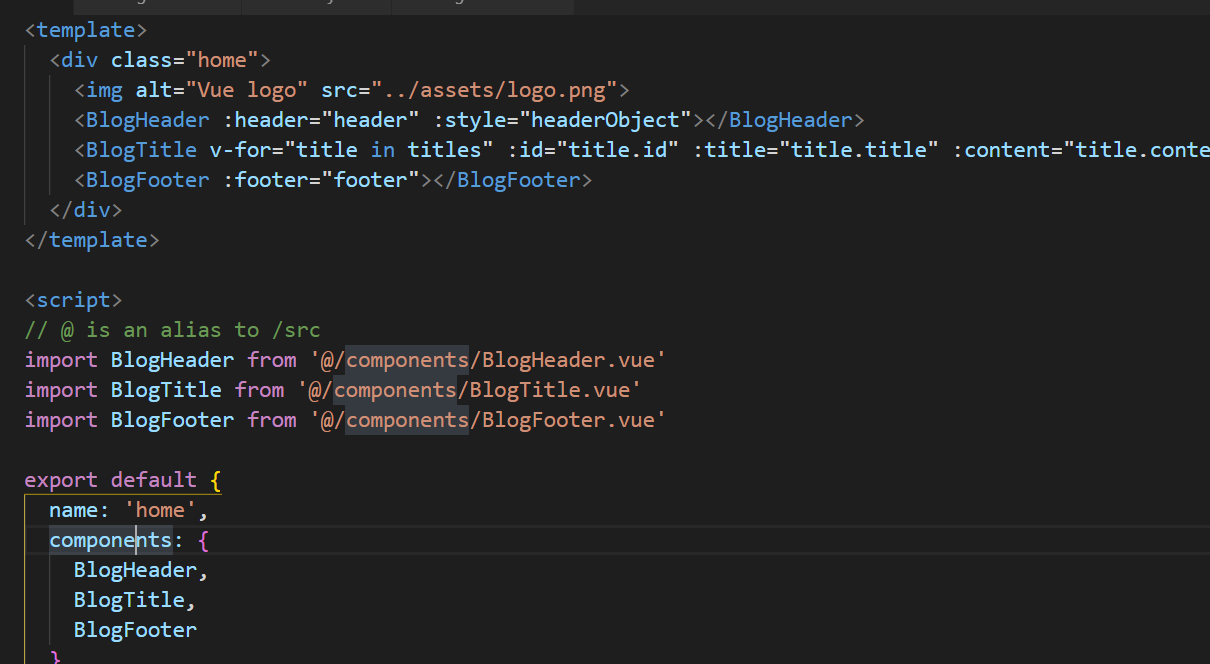 <template>
<div class="home">
<img alt="Vue logo" src="../assets/logo.png">
<BlogHeader :header="header" :style="headerObject"></BlogHeader>
<BlogTitle v-for="title in titles" :id="title.id" :title="title.title" :content="title.conte
<BlogFooter :footer="footer"></BlogFooter>
</div>
</template>
<script>
// @ is an alias to /src
import BlogHeader from '@/components/BlogHeader.vue'
import BlogTitle from '@/components/BlogTitle.vue'
import BlogFooter from '@/components/BlogFooter.vue'
export default {
name: 'home',
components: {
BlogHeader,
BlogTitle,
BlogFooter
}